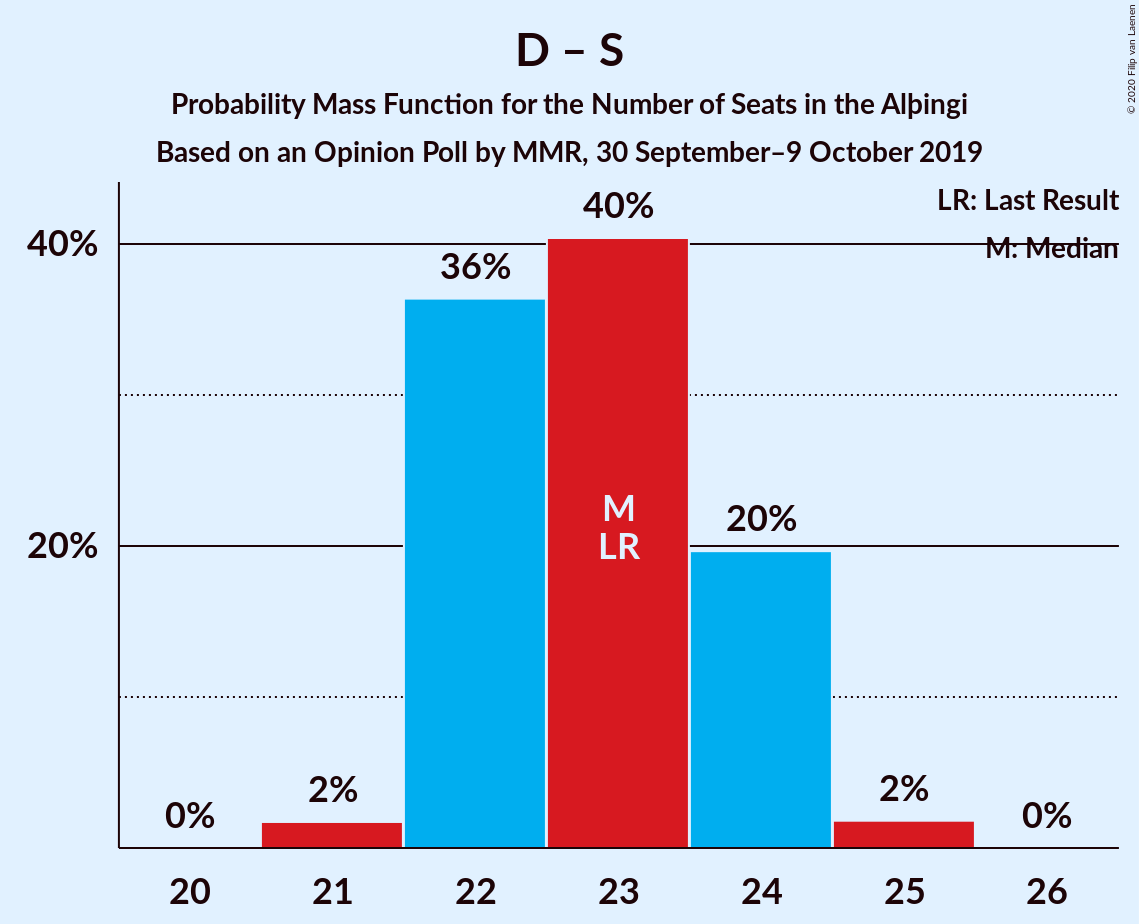 D – S
Probability Mass Function for the Number of Seats in the Alþingi
Based on an Opinion Poll by MMR, 30 September–9 October 2019
© 2020 Filip van Laenen
LR: Last Result
M: Median
40%
40%
36%
M
LR
20%
20%
2%
2%
0%
0%
20
21
22
23
24
25
26